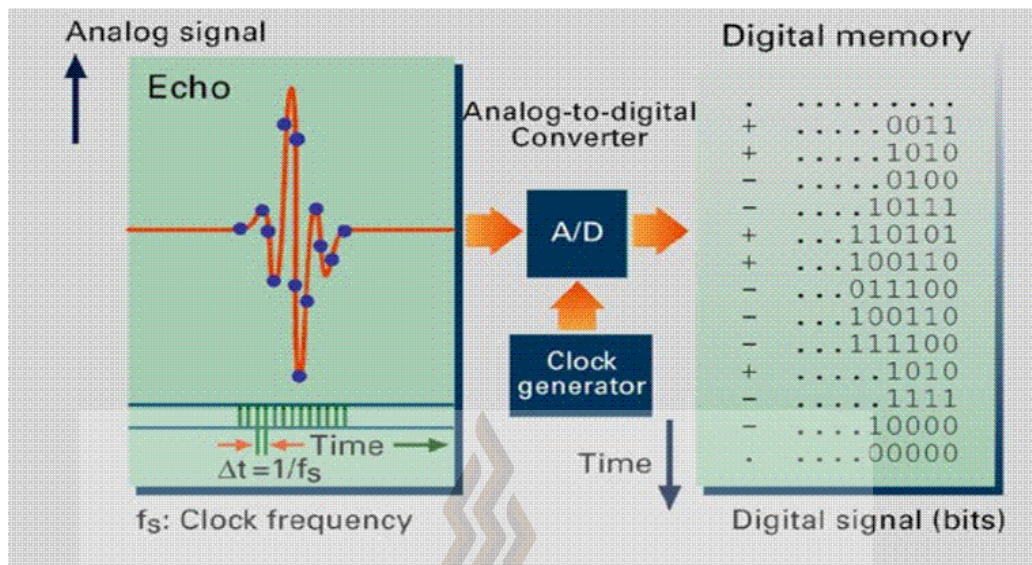 Analog signal
Echo
Time
Δt=1/fs
fs: Clock frequency
Analog-to-digital
Converter
A/D
Clock
generator
Time
Digital memory
. .........
+ .....0011
+ .....1010
- .....0100
- ....10111
+ ...110101
+ ...100110
- ...011100
- ...100110
- ...111100
+ .....1010
- .....1111
- ....10000
. ....00000
Digital signal (bits)